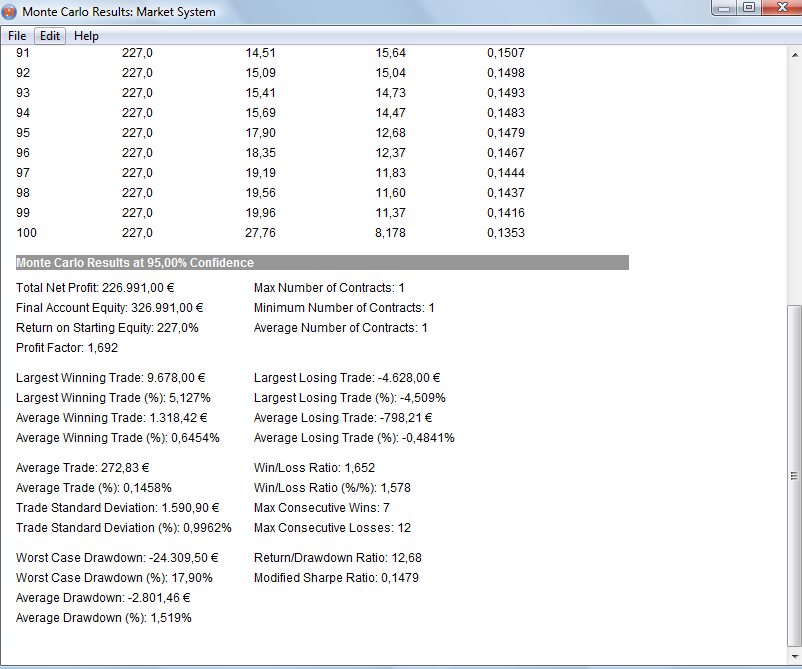 Monte Carlo Results: Market System
File Edit Help
91 227,0 14,51 15,64 0,1507
92 227,0 15,09 15,04 0,1498
93 227,0 15,41 14,73 0,1493
94 227,0 15,69 14,47 0,1483
95 227,0 17,90 12,68 0,1479
96 227,0 18,35 12,37 0,1467
97 227,0 19,19 11,83 0,1444
98 227,0 19,56 11,60 0,1437
99 227,0 19,96 11,37 0,1416
100 227,0 27,76 8,178 0,1353
Monte Carlo Results at 95,00% Confidence
Total Net Profit: 226.991,00 € Max Number of Contracts: 1
Final Account Equity: 326.991,00 € Minimum Number of Contracts: 1
Return on Starting Equity: 227,0% Average Number of Contracts: 1
Profit Factor: 1,692
Largest Winning Trade: 9.678,00 € Largest Losing Trade: -4.628,00 €
Largest Winning Trade (%): 5,127% Largest Losing Trade (%): -4,509%
Average Winning Trade: 1.318,42 € Average Losing Trade: -798,21 €
Average Winning Trade (%): 0,6454% Average Losing Trade (%): -0,4841%
Average Trade: 272,83 € Win/Loss Ratio: 1,652
Average Trade (%): 0,1458% Win/Loss Ratio (%/%): 1,578
Trade Standard Deviation: 1.590,90 € Max Consecutive Wins: 7
Trade Standard Deviation (%): 0,9962% Max Consecutive Losses: 12
Worst Case Drawdown: -24.309,50 € Return/Drawdown Ratio: 12,68
Worst Case Drawdown (%): 17,90% Modified Sharpe Ratio: 0,1479
Average Drawdown: -2.801,46 €
Average Drawdown (%): 1,519%